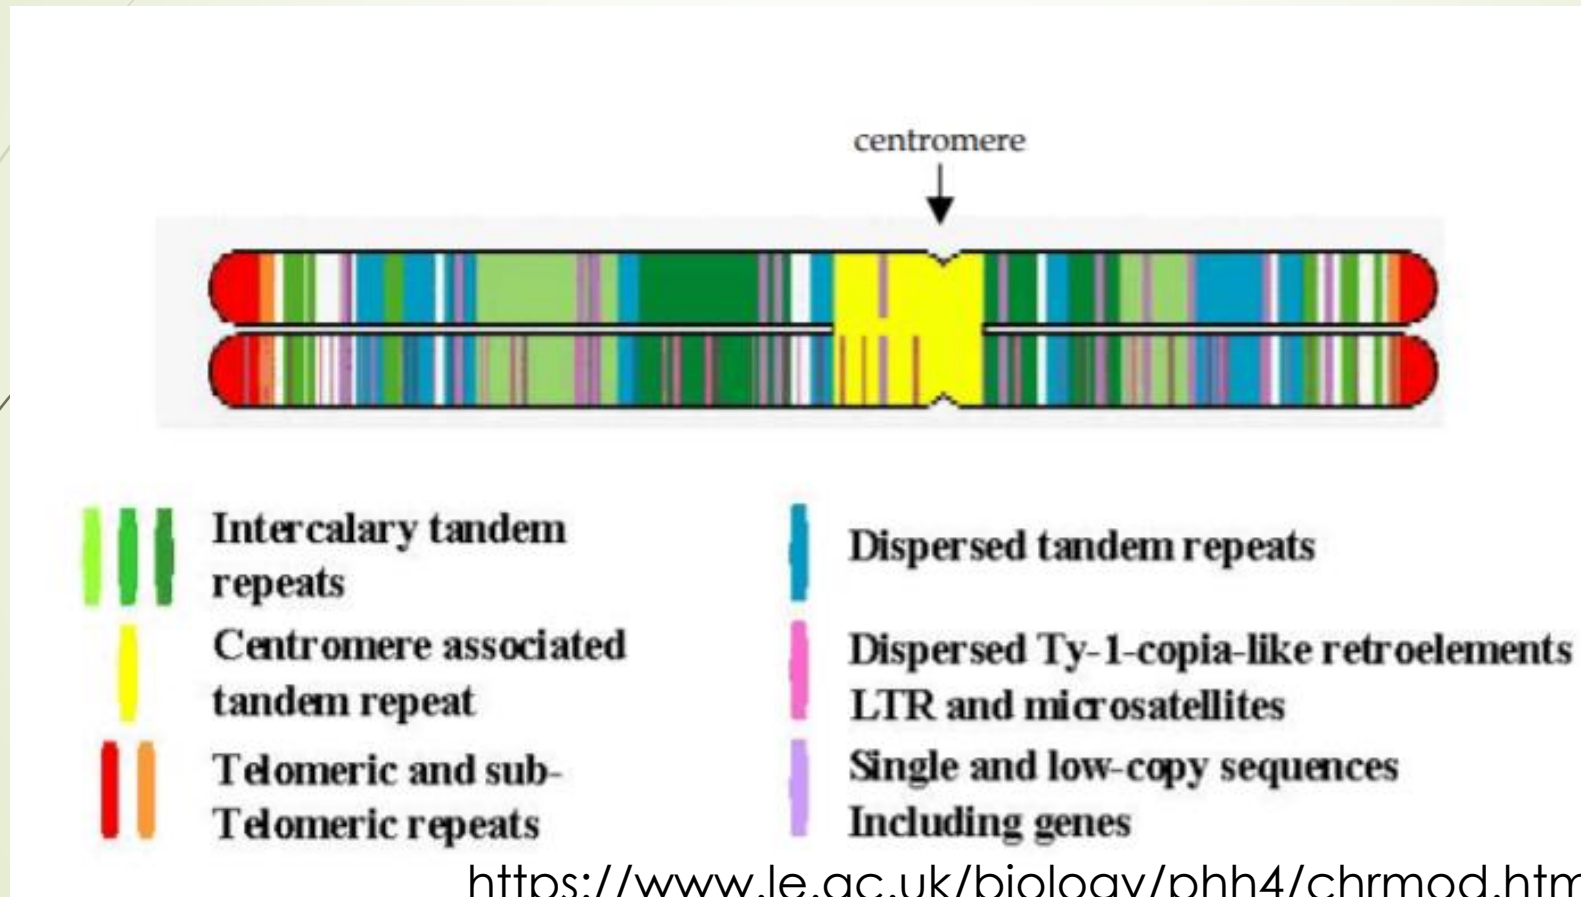 centromere
Intercalary tandem
repeats
Centromere associated
tandem repeat
Telomeric and sub-
Telomeric repeats
Dispersed tandem repeats
Dispersed Ty-1-copia-like retroelements
LTR and microsatellites
Single and low-copy sequences
Including genes
https://www.le.ac.uk/biology/phh4/chrmod.htm